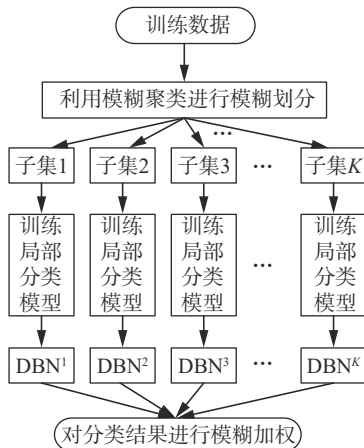 训练数据
利用模糊聚类进行模糊划分
…
子集1 子集2 子集3 … 子集K
训练局部分类模型 训练局部分类模型 训练局部分类模型 … 训练局部分类模型
DBN¹ DBN² DBN³ … DBNᴷ
对分类结果进行模糊加权